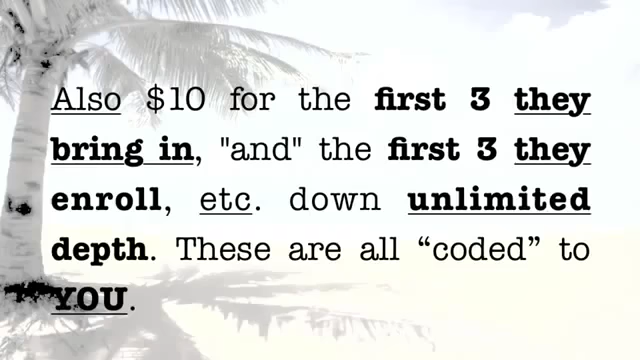 Also $10 for the first 3 they
bring in, "and" the first 3 they
enroll, etc. down unlimited
depth. These are all “coded” to
YOU.